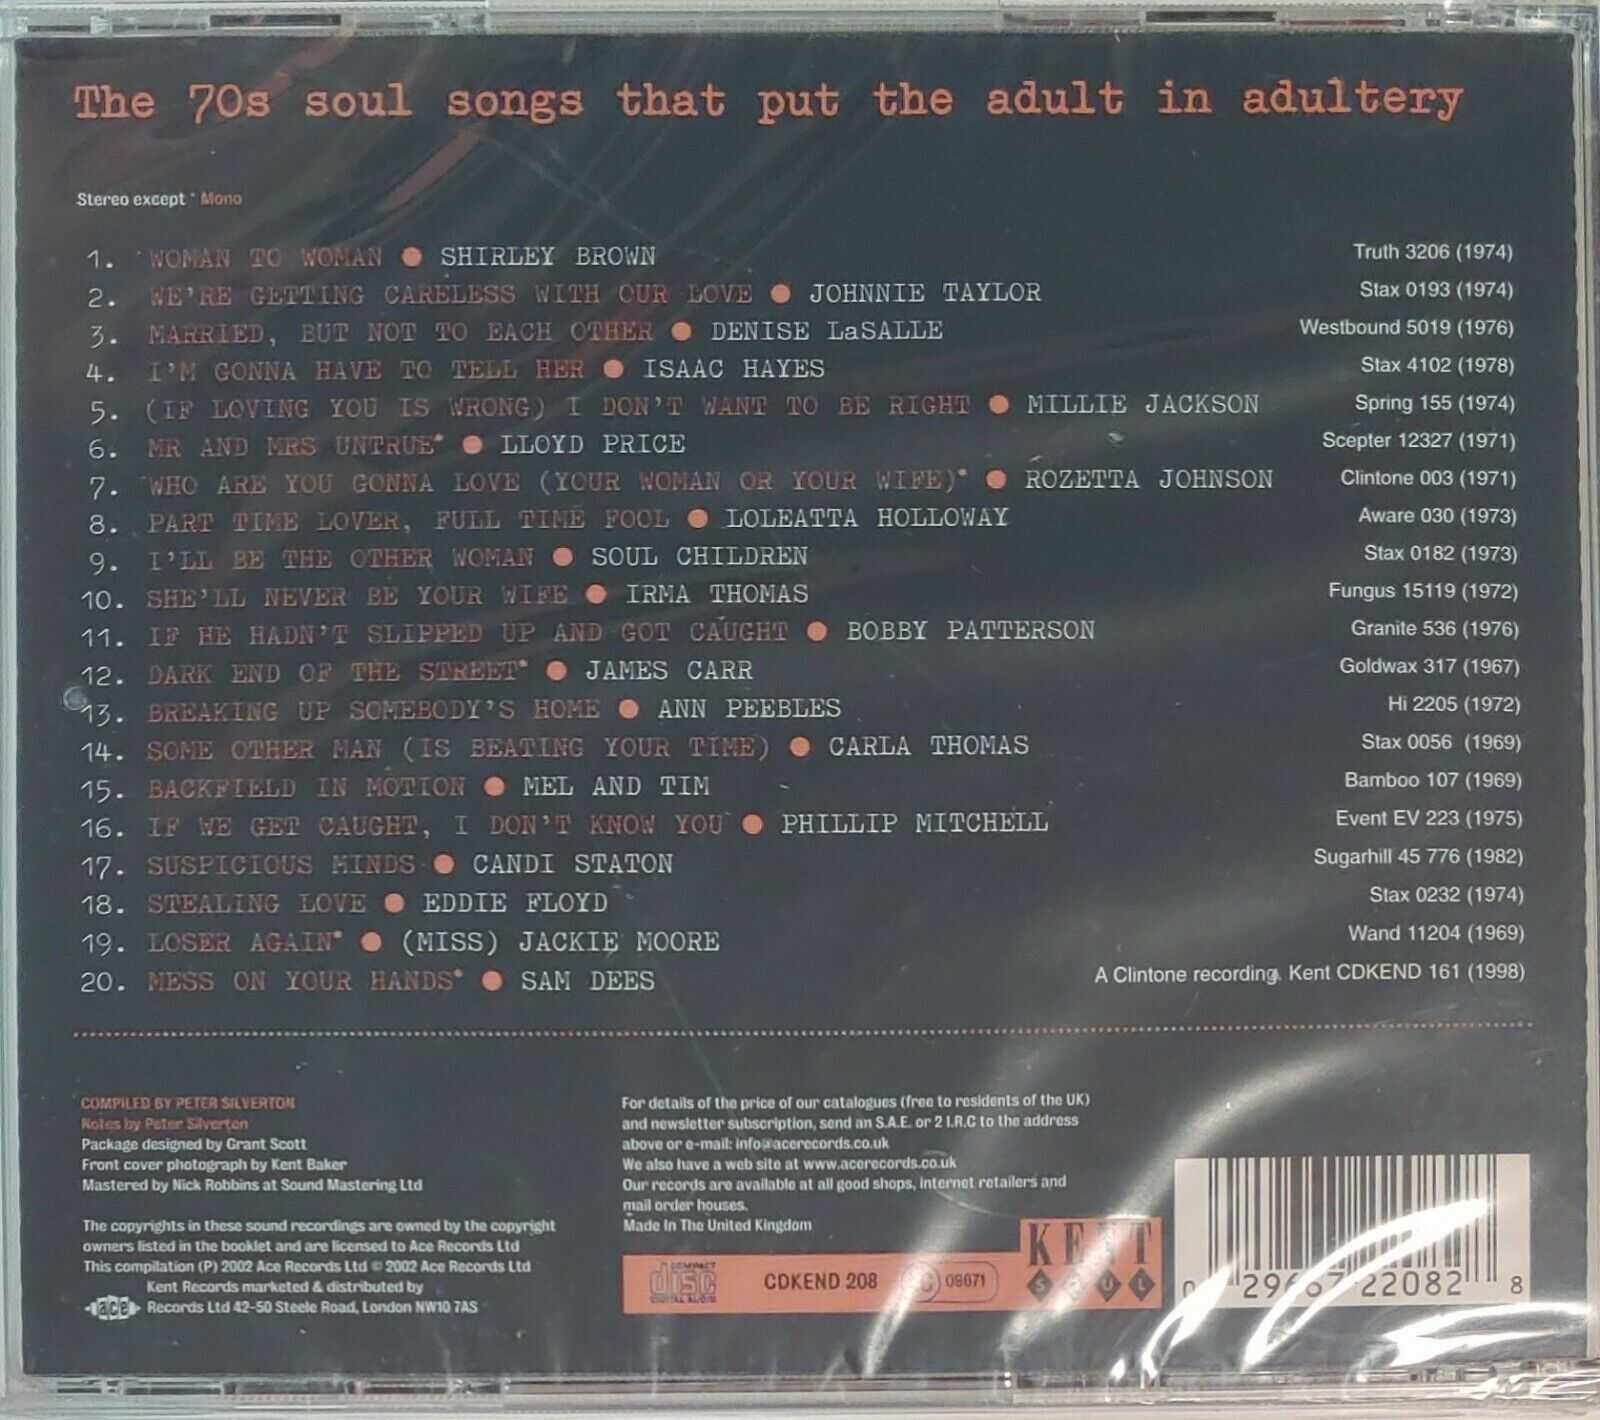 The 70s soul songs that put the adult in adultery
Stereo except * Mono
1. WOMAN TO WOMAN ● SHIRLEY BROWN Truth 3206 (1974)
2. WE'RE GETTING CARELESS WITH OUR LOVE ● JOHNNIE TAYLOR Stax 0193 (1974)
3. MARRIED, BUT NOT TO EACH OTHER ● DENISE LaSALLE Westbound 5019 (1976)
4. I'M GONNA HAVE TO TELL HER ● ISAAC HAYES Stax 4102 (1978)
5. (IF LOVING YOU IS WRONG) I DON'T WANT TO BE RIGHT ● MILLIE JACKSON Spring 155 (1974)
6. MR AND MRS UNTRUE* ● LLOYD PRICE Scepter 12327 (1971)
7. WHO ARE YOU GONNA LOVE (YOUR WOMAN OR YOUR WIFE)* ● ROZETTA JOHNSON Clintone 003 (1971)
8. PART TIME LOVER, FULL TIME FOOL ● LOLEATTA HOLLOWAY Aware 030 (1973)
9. I'LL BE THE OTHER WOMAN ● SOUL CHILDREN Stax 0182 (1973)
10. SHE'LL NEVER BE YOUR WIFE ● IRMA THOMAS Fungus 15119 (1972)
11. IF HE HADN'T SLIPPED UP AND GOT CAUGHT ● BOBBY PATTERSON Granite 536 (1976)
12. DARK END OF THE STREET* ● JAMES CARR Goldwax 317 (1967)
13. BREAKING UP SOMEBODY'S HOME ● ANN PEEBLES Hi 2205 (1972)
14. SOME OTHER MAN (IS BEATING YOUR TIME) ● CARLA THOMAS Stax 0056 (1969)
15. BACKFIELD IN MOTION ● MEL AND TIM Bamboo 107 (1969)
16. IF WE GET CAUGHT, I DON'T KNOW YOU ● PHILLIP MITCHELL Event EV 223 (1975)
17. SUSPICIOUS MINDS ● CANDI STATON Sugarhill 45 776 (1982)
18. STEALING LOVE ● EDDIE FLOYD Stax 0232 (1974)
19. LOSER AGAIN* ● (MISS) JACKIE MOORE Wand 11204 (1969)
20. MESS ON YOUR HANDS* ● SAM DEES A Clintone recording. Kent CDKEND 161 (1998)
COMPILED BY PETER SILVERTON
Notes by Peter Silverton
Package designed by Grant Scott
Front cover photograph by Kent Baker
Mastered by Nick Robbins at Sound Mastering Ltd
The copyrights in these sound recordings are owned by the copyright
owners listed in the booklet and are licensed to Ace Records Ltd
This compilation (P) 2002 Ace Records Ltd © 2002 Ace Records Ltd
Kent Records marketed & distributed by
ace Records Ltd 42-50 Steele Road, London NW10 7AS
For details of the price of our catalogues (free to residents of the UK)
and newsletter subscription, send an S.A.E. or 2 I.R.C to the address
above or e-mail: info@acerecords.co.uk
We also have a web site at www.acerecords.co.uk
Our records are available at all good shops, internet retailers and
mail order houses.
Made In The United Kingdom
COMPACT
disc
DIGITAL AUDIO
CDKEND 208
LC 08671
KENT
SOUL
0 29667 22082 8